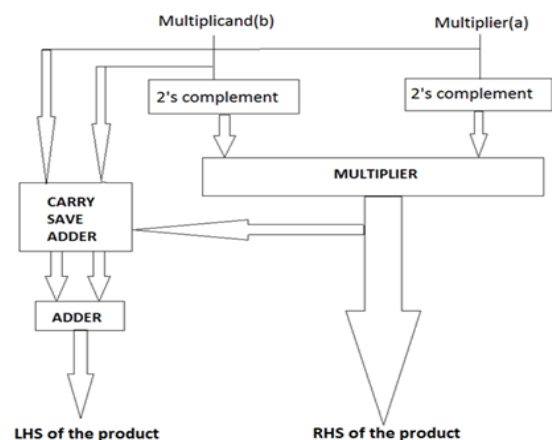 Multiplicand(b)
Multiplier(a)
2's complement
2's complement
MULTIPLIER
CARRY
SAVE
ADDER
ADDER
LHS of the product
RHS of the product